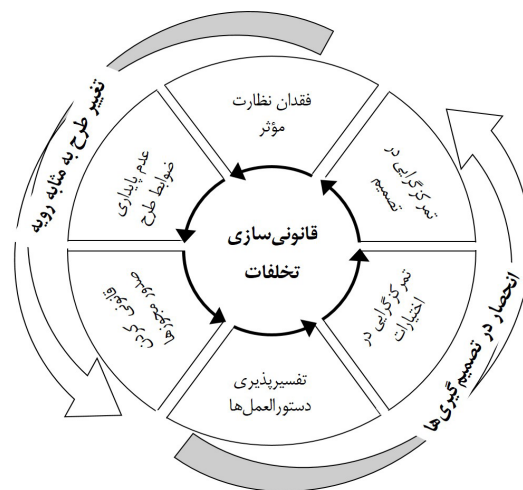 فقدان نظارت
مؤثر
تمرکزگرایی در
تصمیم
تمرکزگرایی در
اختیارات
تفسیرپذیری
دستورالعمل‌ها
قانونی کردن
صدور مجوزها
عدم پایداری
ضوابط طرح
قانونی‌سازی
تخلفات
تغییر طرح به مثابه رویه
انحصار در تصمیم‌گیری‌ها